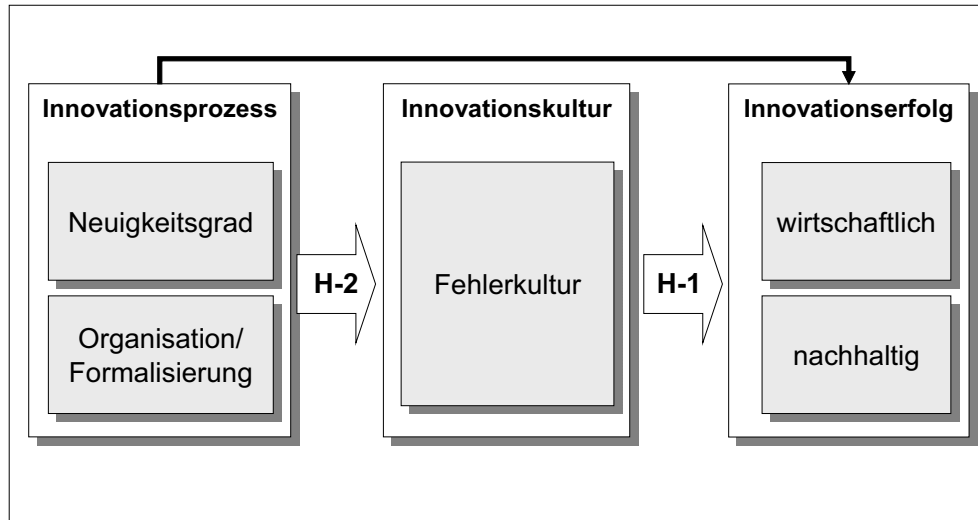 Innovationsprozess
Neuigkeitsgrad
Organisation/
Formalisierung
H-2
Innovationskultur
Fehlerkultur
H-1
Innovationserfolg
wirtschaftlich
nachhaltig